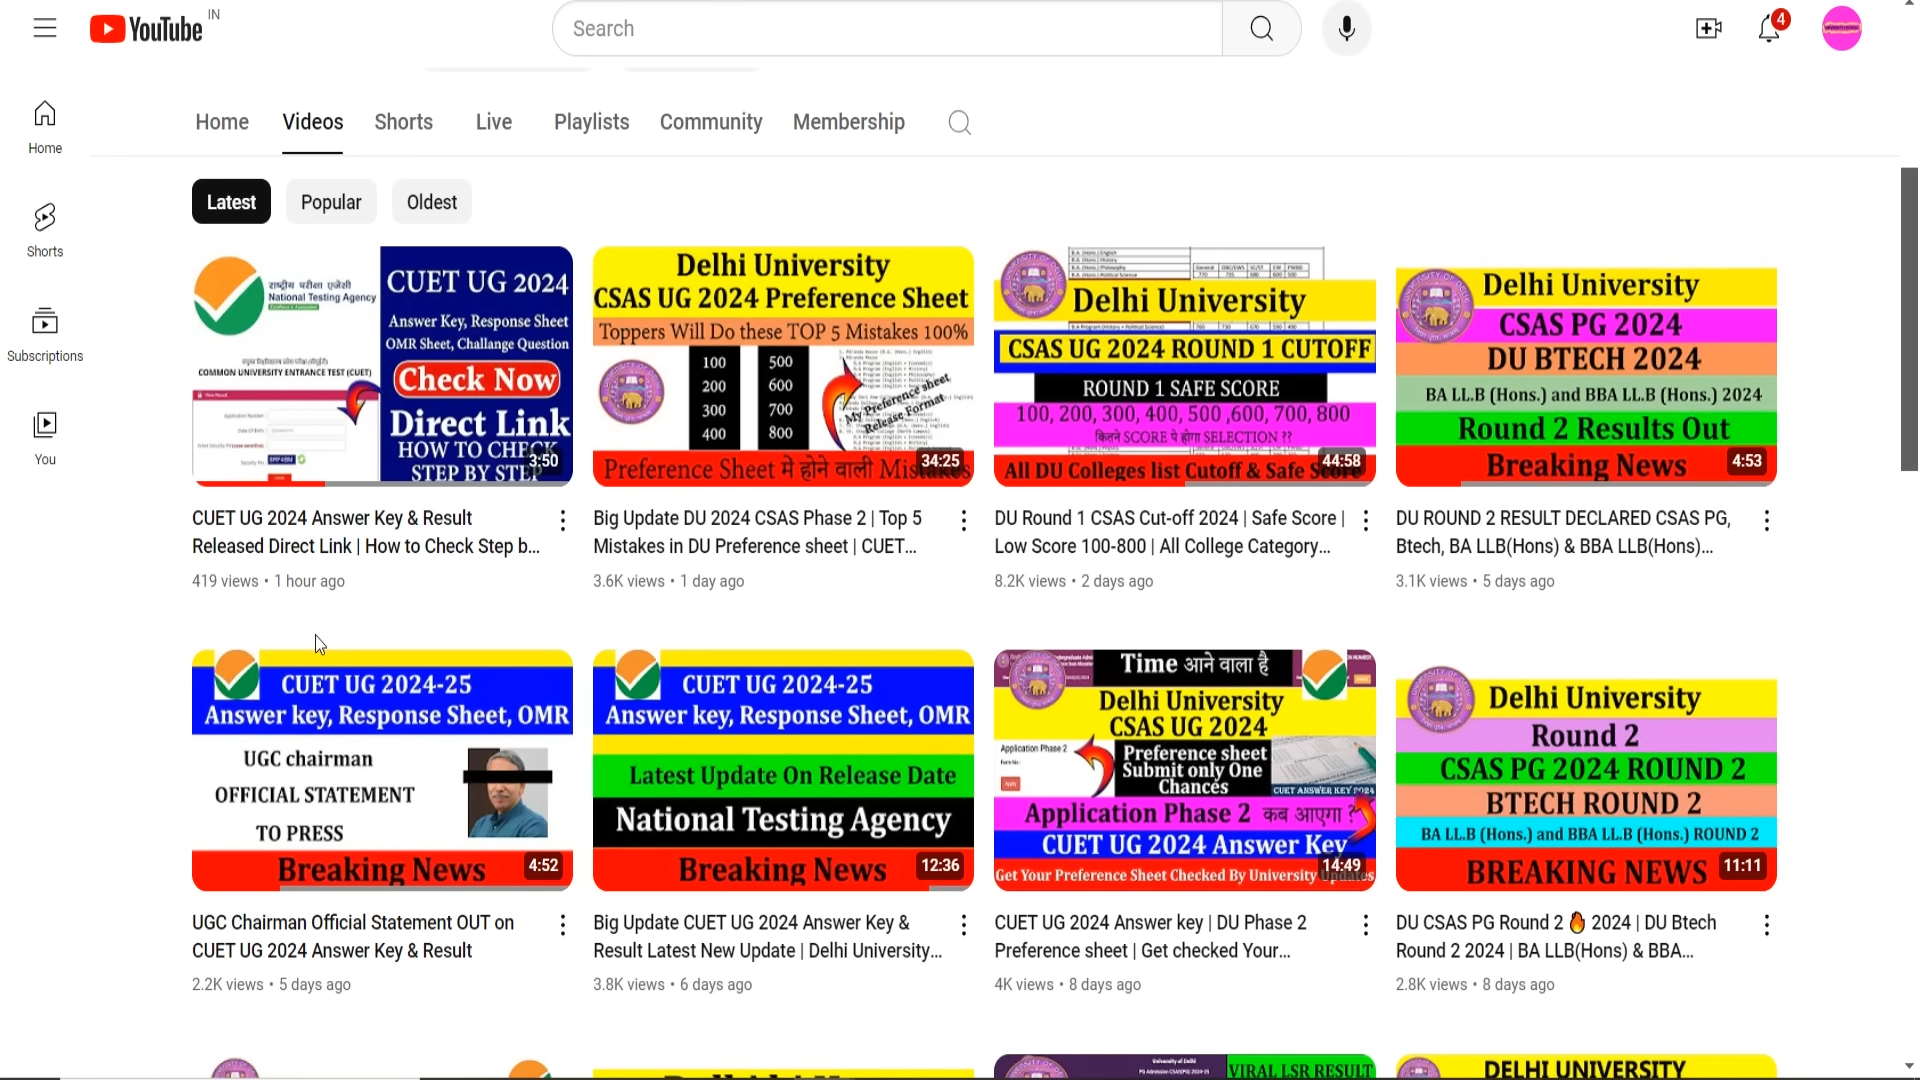 YouTube IN
Search
4
Home
Shorts
Subscriptions
You
Home Videos Shorts Live Playlists Community Membership
Latest Popular Oldest
राष्ट्रीय परीक्षा एजेंसी
National Testing Agency
COMMON UNIVERSITY ENTRANCE TEST (CUET)
CUET UG 2024
Answer Key, Response Sheet
OMR Sheet, Challange Question
Check Now
Direct Link
HOW TO CHECK
STEP BY STEP
3:50
CUET UG 2024 Answer Key & Result
Released Direct Link | How to Check Step b...
419 views • 1 hour ago
Delhi University
CSAS UG 2024 Preference Sheet
Toppers Will Do these TOP 5 Mistakes 100%
100 500
200 600
300 700
400 800
My Preference sheet
Release Format
Preference Sheet में होने वाली Mistakes
34:25
Big Update DU 2024 CSAS Phase 2 | Top 5
Mistakes in DU Preference sheet | CUET...
3.6K views • 1 day ago
Delhi University
CSAS UG 2024 ROUND 1 CUTOFF
ROUND 1 SAFE SCORE
100, 200, 300, 400, 500 ,600, 700, 800
कितने SCORE पे होगा SELECTION ??
All DU Colleges list Cutoff & Safe Score
44:58
DU Round 1 CSAS Cut-off 2024 | Safe Score |
Low Score 100-800 | All College Category...
8.2K views • 2 days ago
Delhi University
CSAS PG 2024
DU BTECH 2024
BA LL.B (Hons.) and BBA LL.B (Hons.) 2024
Round 2 Results Out
Breaking News
4:53
DU ROUND 2 RESULT DECLARED CSAS PG,
Btech, BA LLB(Hons) & BBA LLB(Hons)...
3.1K views • 5 days ago
CUET UG 2024-25
Answer key, Response Sheet, OMR
UGC chairman
OFFICIAL STATEMENT
TO PRESS
Breaking News
4:52
UGC Chairman Official Statement OUT on
CUET UG 2024 Answer Key & Result
2.2K views • 5 days ago
CUET UG 2024-25
Answer key, Response Sheet, OMR
Latest Update On Release Date
National Testing Agency
Breaking News
12:36
Big Update CUET UG 2024 Answer Key &
Result Latest New Update | Delhi University...
3.8K views • 6 days ago
Time आने वाला है
Delhi University
CSAS UG 2024
Application Phase 2
Preference sheet
Submit only One
Chances
CUET ANSWER KEY 2024
Application Phase 2 कब आएगा ?
CUET UG 2024 Answer Key
Get Your Preference Sheet Checked By University Updates
14:49
CUET UG 2024 Answer key | DU Phase 2
Preference sheet | Get checked Your...
4K views • 8 days ago
Delhi University
Round 2
CSAS PG 2024 ROUND 2
BTECH ROUND 2
BA LL.B (Hons.) and BBA LL.B (Hons.) ROUND 2
BREAKING NEWS
11:11
DU CSAS PG Round 2 🔥 2024 | DU Btech
Round 2 2024 | BA LLB(Hons) & BBA...
2.8K views • 8 days ago
University of Delhi
VIRAL LSR RESULT
DELHI UNIVERSITY